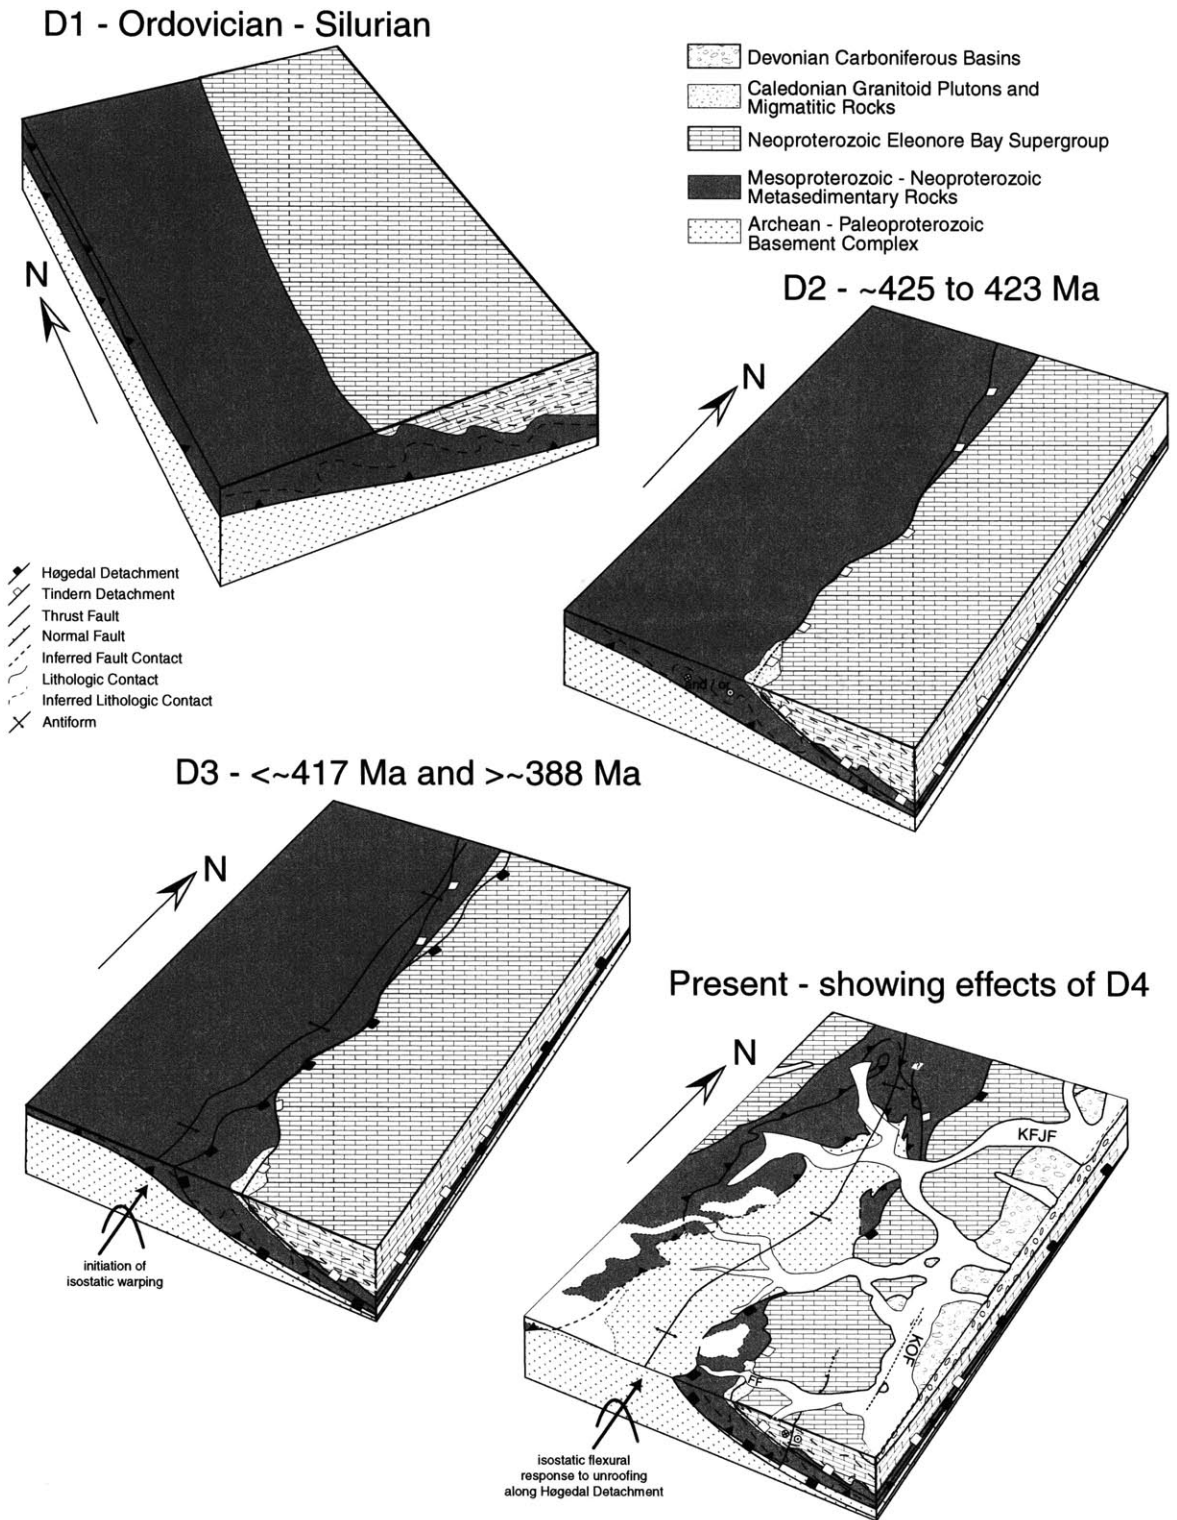 D1 - Ordovician - Silurian
Devonian Carboniferous Basins
Caledonian Granitoid Plutons and
Migmatitic Rocks
Neoproterozoic Eleonore Bay Supergroup
Mesoproterozoic - Neoproterozoic
Metasedimentary Rocks
Archean - Paleoproterozoic
Basement Complex
N
D2 - ~425 to 423 Ma
N
and / or
Høgedal Detachment
Tindern Detachment
Thrust Fault
Normal Fault
Inferred Fault Contact
Lithologic Contact
Inferred Lithologic Contact
Antiform
D3 - <~417 Ma and >~388 Ma
N
initiation of
isostatic warping
Present - showing effects of D4
N
KFJF
KOF
FF
isostatic flexural
response to unroofing
along Høgedal Detachment